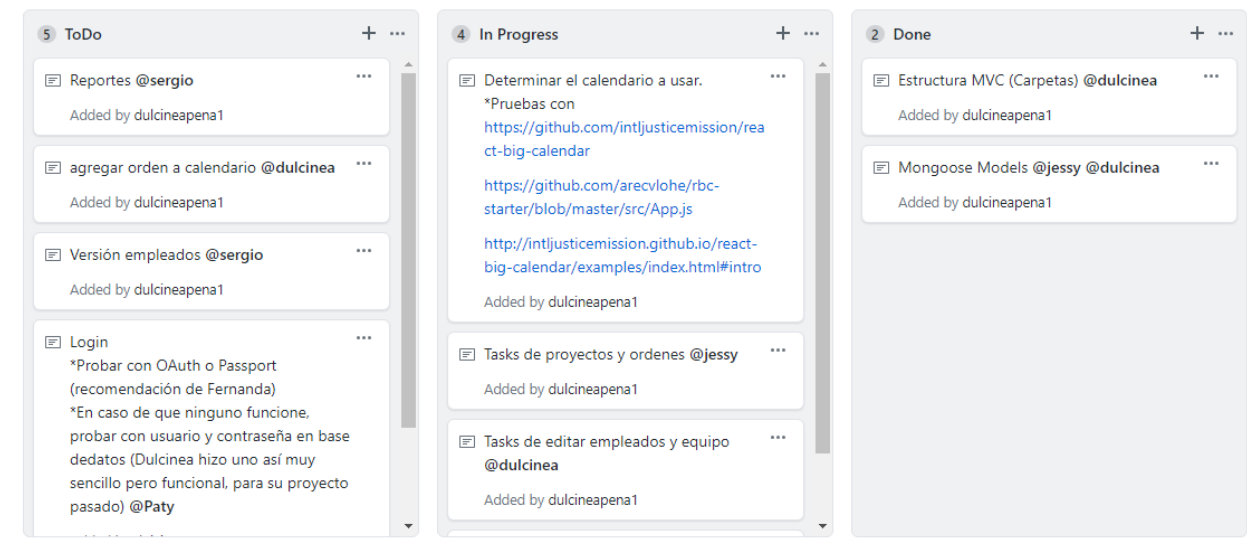 5 ToDo
Reportes @sergio
Added by dulcineapena1
agregar orden a calendario @dulcinea
Added by dulcineapena1
Versión empleados @sergio
Added by dulcineapena1
Login
*Probar con OAuth o Passport
(recomendación de Fernanda)
*En caso de que ninguno funcione,
probar con usuario y contraseña en base
dedatos (Dulcinea hizo uno así muy
sencillo pero funcional, para su proyecto
pasado) @Paty
4 In Progress
Determinar el calendario a usar.
*Pruebas con
https://github.com/intljusticemission/rea
ct-big-calendar
https://github.com/arecvlohe/rbc-
starter/blob/master/src/App.js
http://intljusticemission.github.io/react-
big-calendar/examples/index.html#intro
Added by dulcineapena1
Tasks de proyectos y ordenes @jessy
Added by dulcineapena1
Tasks de editar empleados y equipo
@dulcinea
Added by dulcineapena1
2 Done
Estructura MVC (Carpetas) @dulcinea
Added by dulcineapena1
Mongoose Models @jessy @dulcinea
Added by dulcineapena1